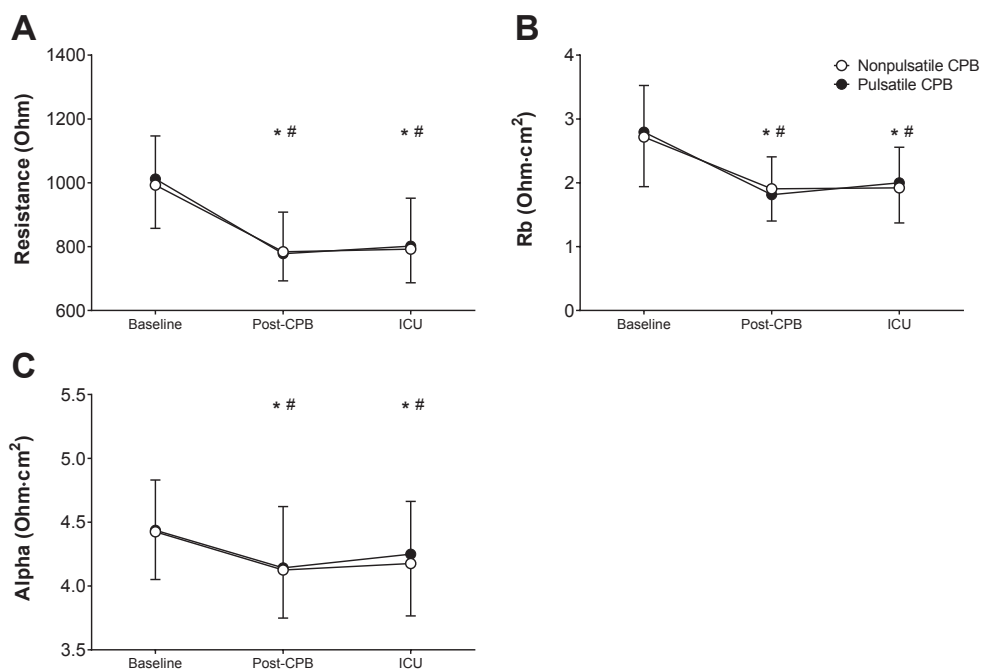 A
1400
1200
1000
800
600
Resistance (Ohm)
Baseline Post-CPB ICU
* # * #
B
4
3
2
1
0
Rb (Ohm·cm²)
Baseline Post-CPB ICU
* # * #
Nonpulsatile CPB
Pulsatile CPB
C
5.5
5.0
4.5
4.0
3.5
Alpha (Ohm·cm²)
Baseline Post-CPB ICU
* # * #